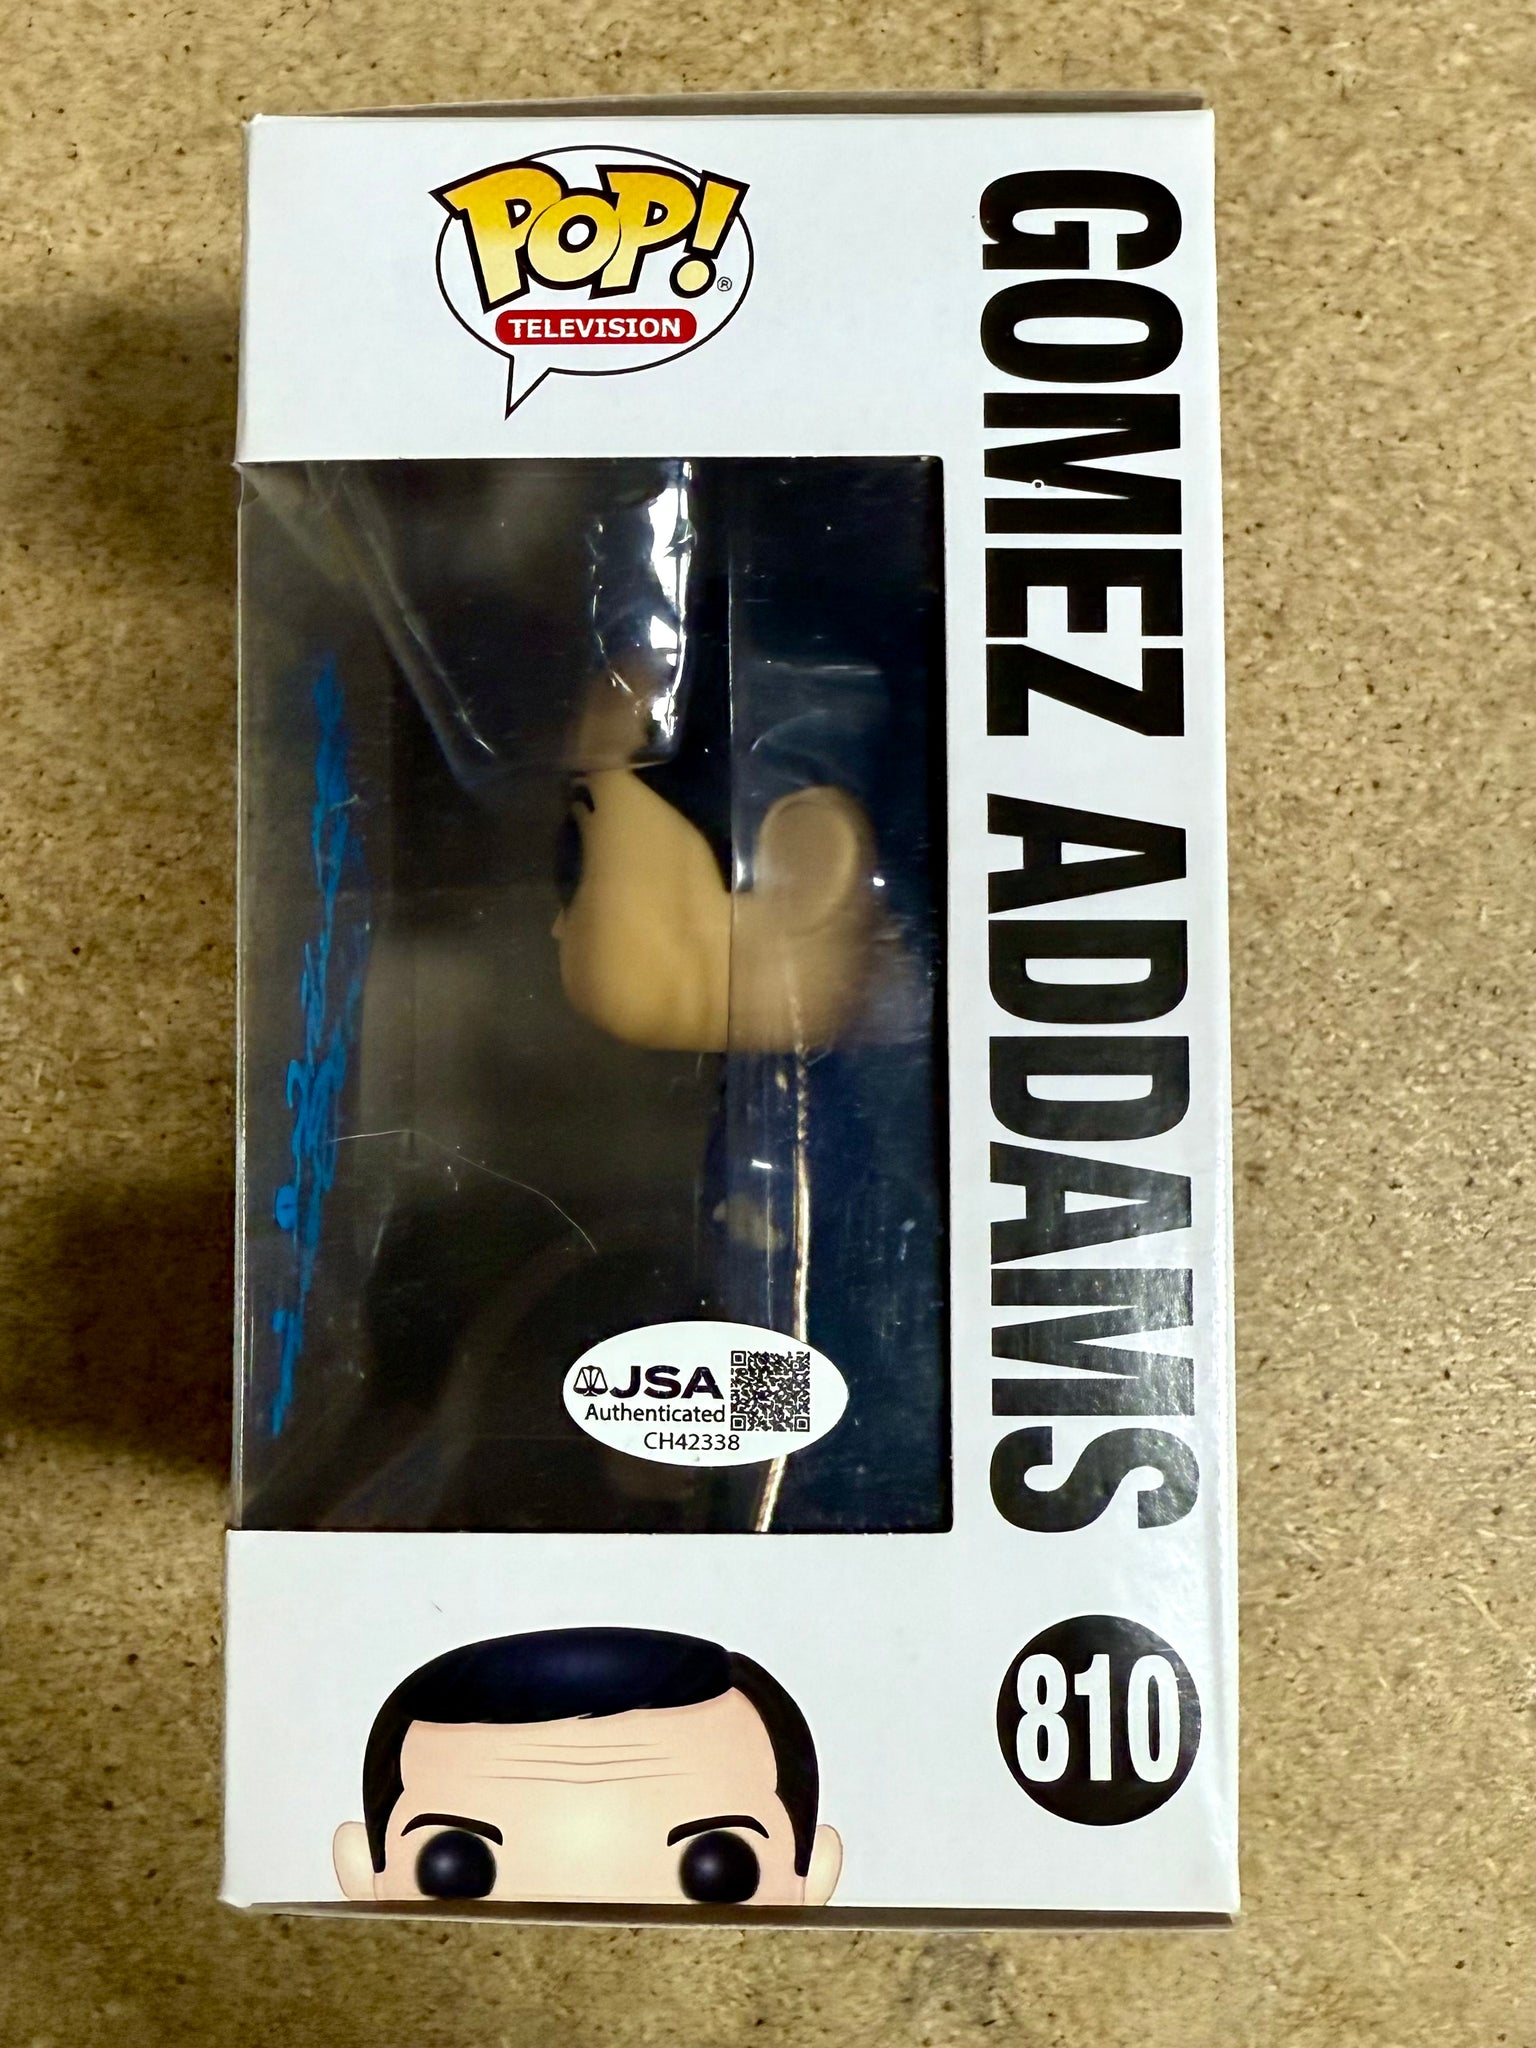 POP!®
TELEVISION
GOMEZ ADDAMS
810
JSA
Authenticated
CH42338